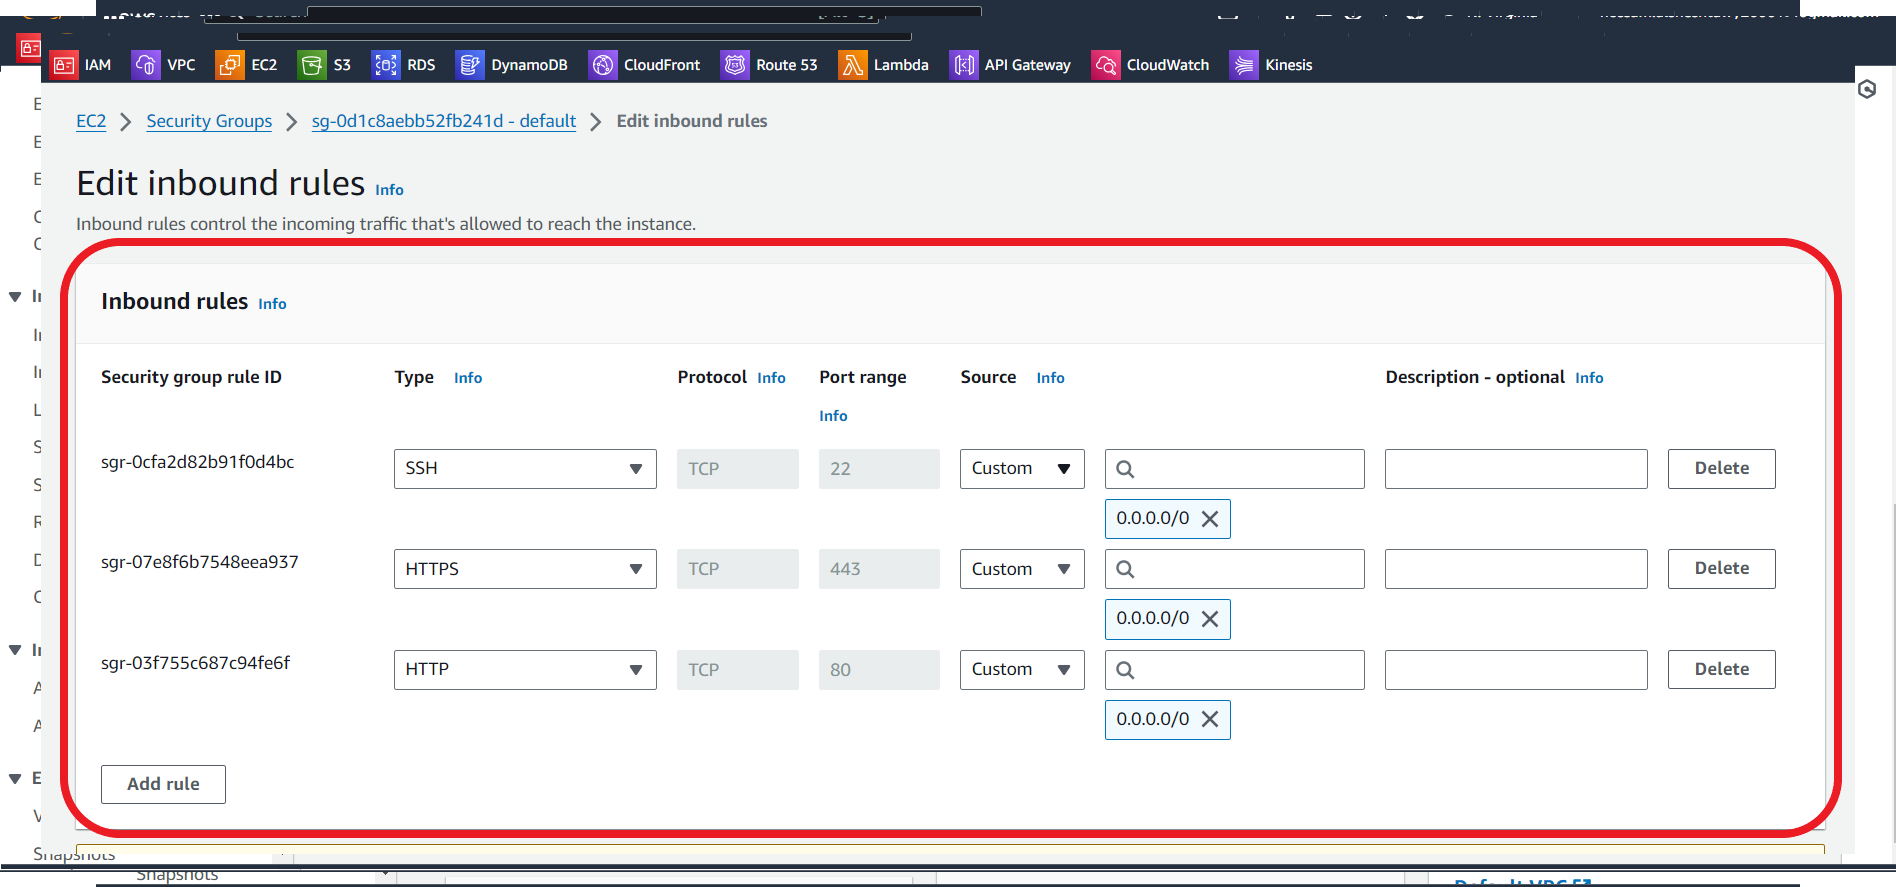 IAM VPC EC2 S3 RDS DynamoDB CloudFront Route 53 Lambda API Gateway CloudWatch Kinesis
EC2 > Security Groups > sg-0d1c8aebb52fb241d - default > Edit inbound rules
Edit inbound rules Info
Inbound rules control the incoming traffic that's allowed to reach the instance.
Inbound rules Info
Security group rule ID Type Info Protocol Info Port range Source Info Description - optional Info
Info
sgr-0cfa2d82b91f0d4bc SSH TCP 22 Custom Delete
0.0.0.0/0
sgr-07e8f6b7548eea937 HTTPS TCP 443 Custom Delete
0.0.0.0/0
sgr-03f755c687c94fe6f HTTP TCP 80 Custom Delete
0.0.0.0/0
Add rule
Snapshots
Snapshots
Default VPC